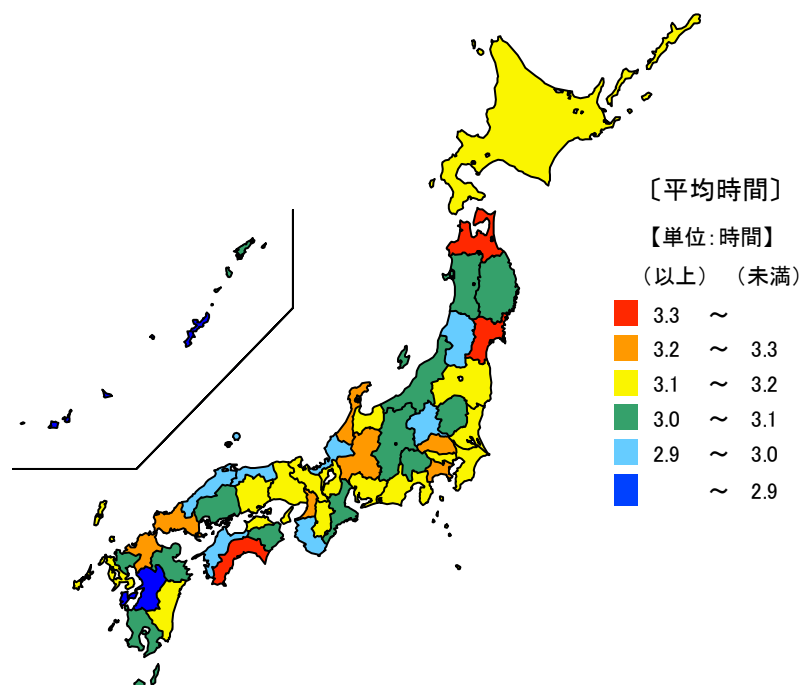 〔平均時間〕
【単位：時間】
（以上） （未満）
3.3 ～
3.2 ～ 3.3
3.1 ～ 3.2
3.0 ～ 3.1
2.9 ～ 3.0
～ 2.9